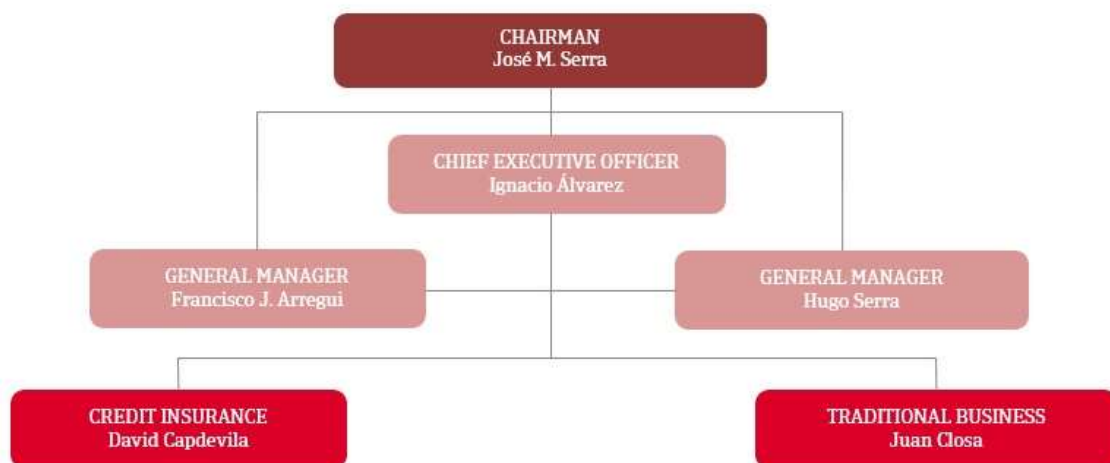 CHAIRMAN
José M. Serra
CHIEF EXECUTIVE OFFICER
Ignacio Álvarez
GENERAL MANAGER
Francisco J. Arregui
GENERAL MANAGER
Hugo Serra
CREDIT INSURANCE
David Capdevila
TRADITIONAL BUSINESS
Juan Closa